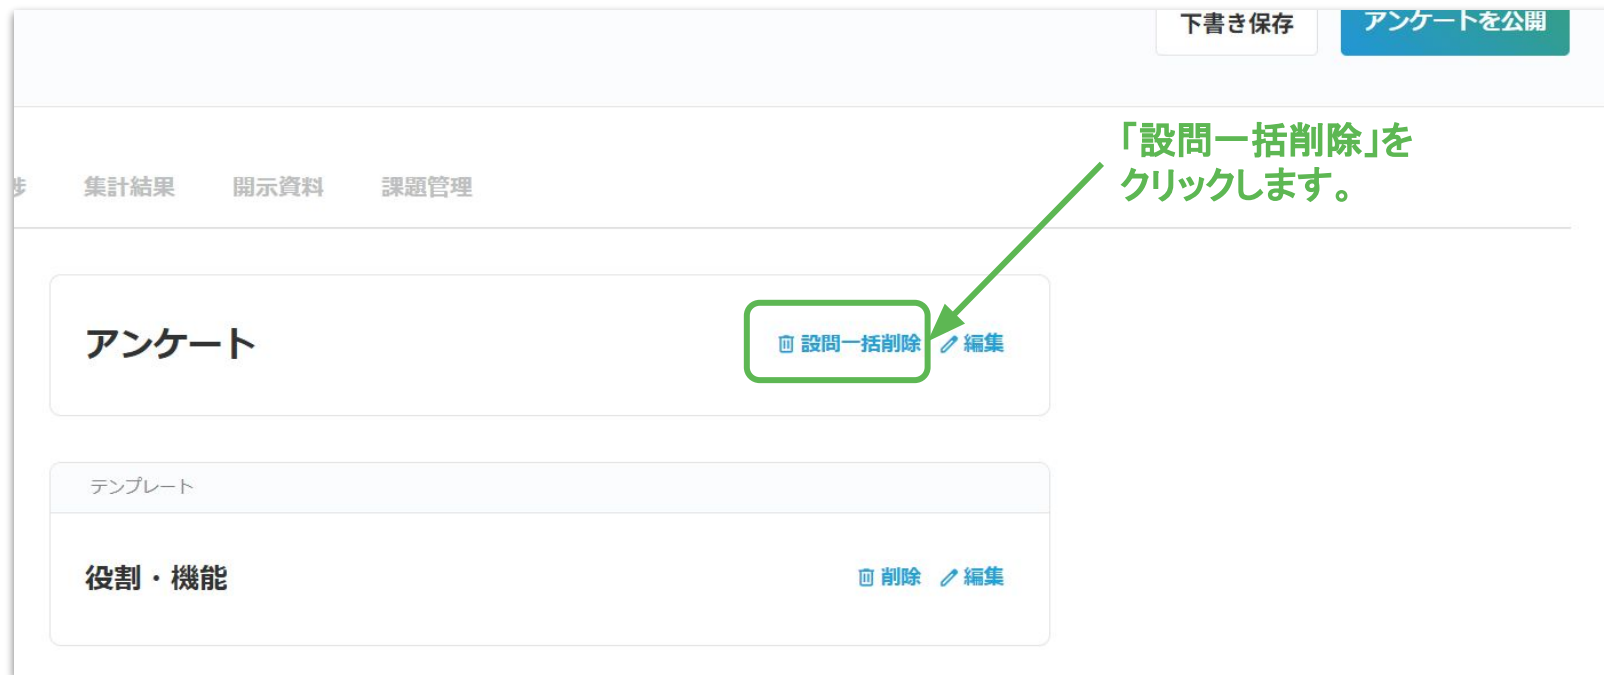 下書き保存
アンケートを公開
「設問一括削除」を
クリックします。
捗 集計結果 開示資料 課題管理
アンケート
設問一括削除 編集
テンプレート
役割・機能
削除 編集